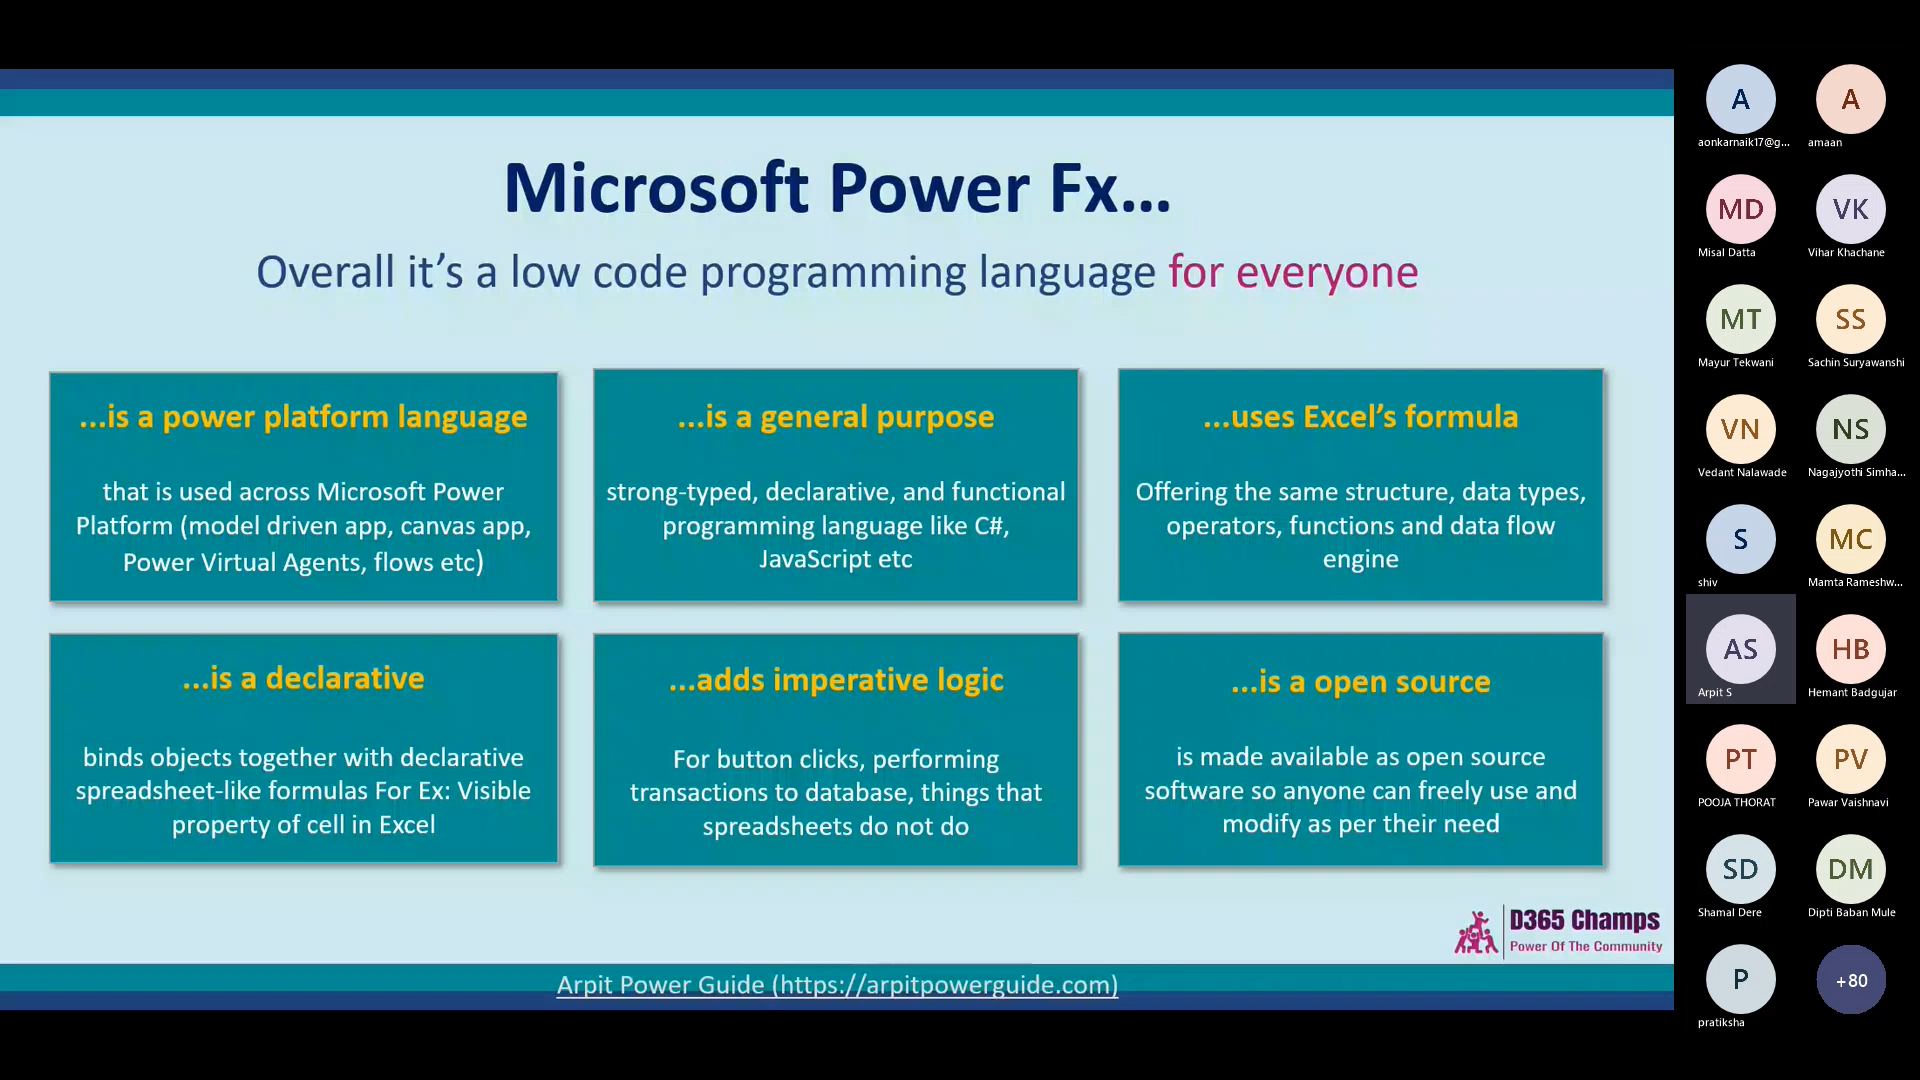 Microsoft Power Fx...
Overall it's a low code programming language for everyone
...is a power platform language
that is used across Microsoft Power
Platform (model driven app, canvas app,
Power Virtual Agents, flows etc)
...is a general purpose
strong-typed, declarative, and functional
programming language like C#,
JavaScript etc
...uses Excel's formula
Offering the same structure, data types,
operators, functions and data flow
engine
...is a declarative
binds objects together with declarative
spreadsheet-like formulas For Ex: Visible
property of cell in Excel
...adds imperative logic
For button clicks, performing
transactions to database, things that
spreadsheets do not do
...is a open source
is made available as open source
software so anyone can freely use and
modify as per their need
D365 Champs
Power Of The Community
Arpit Power Guide (https://arpitpowerguide.com)
A
aonkarnaik17@g...
A
amaan
MD
Misal Datta
VK
Vihar Khachane
MT
Mayur Tekwani
SS
Sachin Suryawanshi
VN
Vedant Nalawade
NS
Nagajyothi Simha...
S
shiv
MC
Mamta Rameshw...
AS
Arpit S
HB
Hemant Badgujar
PT
POOJA THORAT
PV
Pawar Vaishnavi
SD
Shamal Dere
DM
Dipti Baban Mule
P
pratiksha
+80